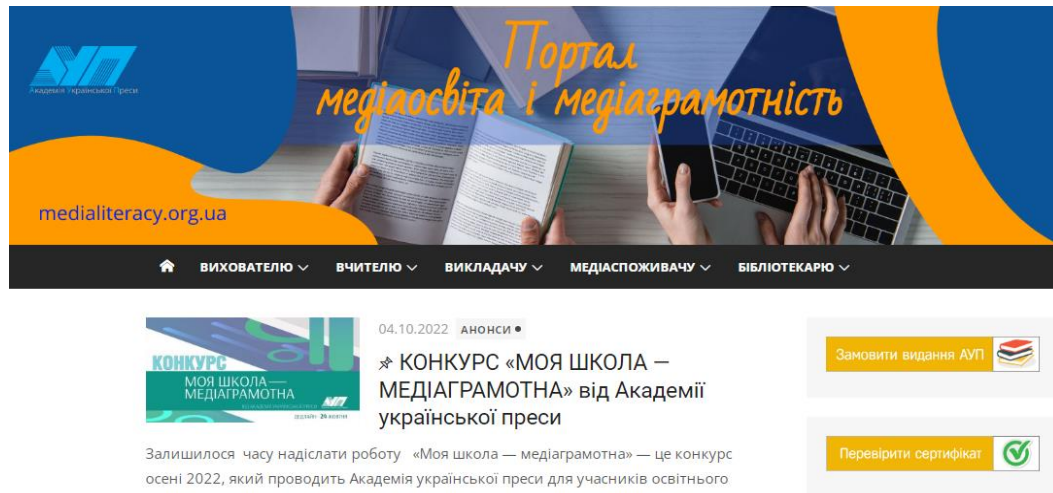 АУП
Академія Української Преси
Портал
медіаосвіта і медіаграмотність
medialiteracy.org.ua
ВИХОВАТЕЛЮ
ВЧИТЕЛЮ
ВИКЛАДАЧУ
МЕДІАСПОЖИВАЧУ
БІБЛІОТЕКАРЮ
КОНКУРС
МОЯ ШКОЛА —
МЕДІАГРАМОТНА
АУП
04.10.2022 АНОНСИ
КОНКУРС «МОЯ ШКОЛА —
МЕДІАГРАМОТНА» від Академії
української преси
Залишилося часу надіслати роботу «Моя школа — медіаграмотна» — це конкурс
осені 2022, який проводить Академія української преси для учасників освітнього
Замовити видання АУП
Перевірити сертифікат